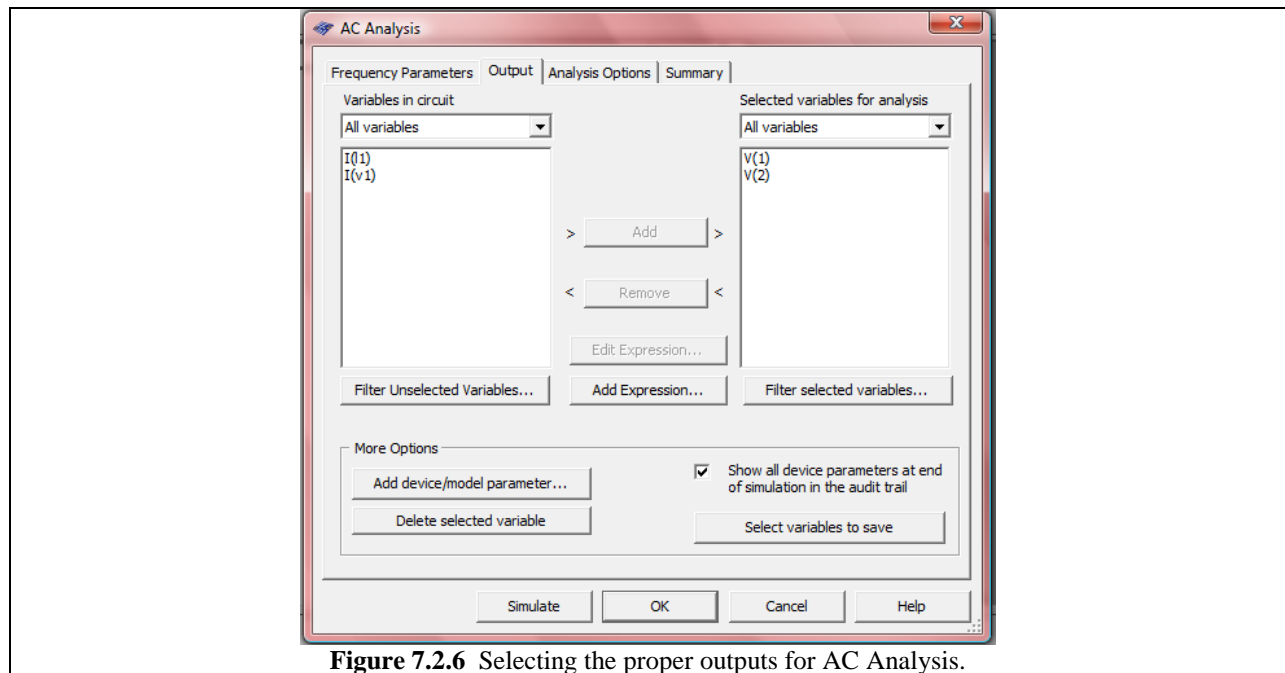 AC Analysis
Frequency Parameters Output Analysis Options Summary
Variables in circuit
Selected variables for analysis
All variables
All variables
I(l1)
I(v1)
V(1)
V(2)
> Add >
< Remove <
Edit Expression...
Filter Unselected Variables...
Add Expression...
Filter selected variables...
More Options
Add device/model parameter...
Delete selected variable
Show all device parameters at end
of simulation in the audit trail
Select variables to save
Simulate OK Cancel Help
Figure 7.2.6 Selecting the proper outputs for AC Analysis.